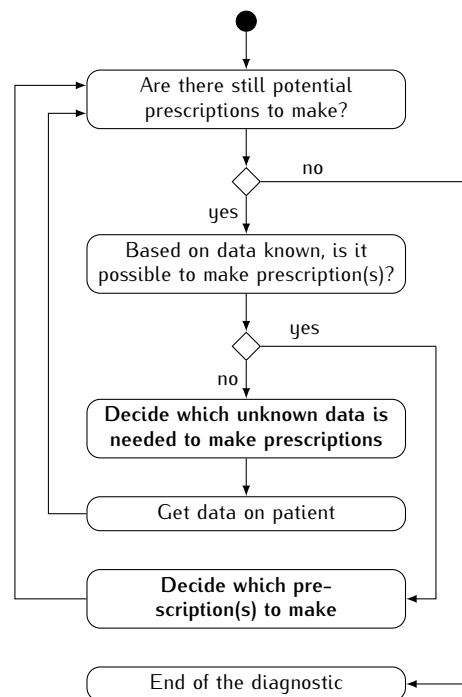 Are there still potential
prescriptions to make?
no
yes
Based on data known, is it
possible to make prescription(s)?
yes
no
Decide which unknown data is
needed to make prescriptions
Get data on patient
Decide which pre-
scription(s) to make
End of the diagnostic